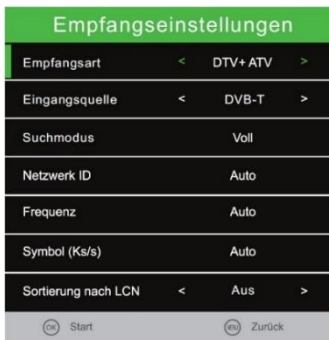 Empfangseinstellungen
Empfangsart < DTV+ATV >
Eingangsquelle < DVB-T >
Suchmodus Voll
Netzwerk ID Auto
Frequenz Auto
Symbol (Ks/s) Auto
Sortierung nach LCN < Aus >
OK Start MENU Zurück